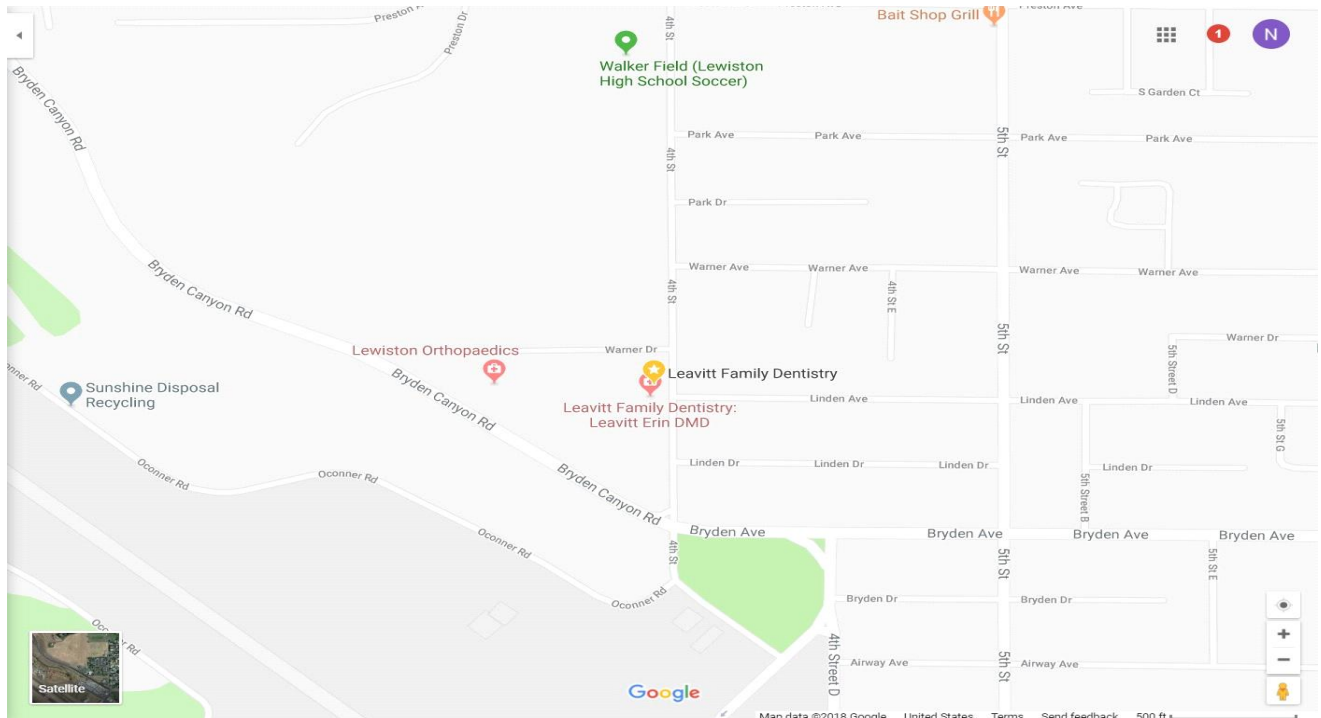 Preston Ave
Bait Shop Grill
N
1
4th St
Preston Dr
Walker Field (Lewiston
High School Soccer)
Bryden Canyon Rd
S Garden Ct
Park Ave
Park Ave
5th St
Park Ave
Park Ave
4th St
Park Dr
Bryden Canyon Rd
Warner Ave
Warner Ave
Warner Ave
Warner Ave
4th St
4th St E
5th St
Warner Dr
Lewiston Orthopaedics
Warner Dr
Leavitt Family Dentistry
Leavitt Family Dentistry:
Leavitt Erin DMD
Sunshine Disposal
Recycling
Bryden Canyon Rd
Linden Ave
Linden Ave
Linden Ave
5th Street D
5th St G
Linden Dr
Linden Dr
Linden Dr
Linden Dr
Oconner Rd
Oconner Rd
Bryden Canyon Rd
5th Street B
Bryden Ave
Bryden Ave
Bryden Ave
Bryden Ave
Oconner Rd
4th St
5th St
5th St E
Oconner Rd
Bryden Dr
Bryden Dr
4th Street D
Airway Ave
5th St
Airway Ave
Satellite
Google
Map data ©2018 Google United States Terms Send feedback 500 ft